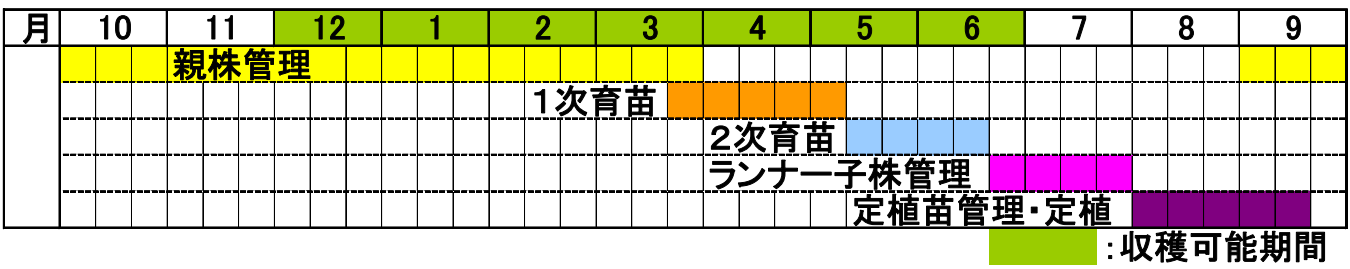 月 10 11 12 1 2 3 4 5 6 7 8 9
親株管理
1次育苗
2次育苗
ランナー子株管理
定植苗管理・定植
:収穫可能期間